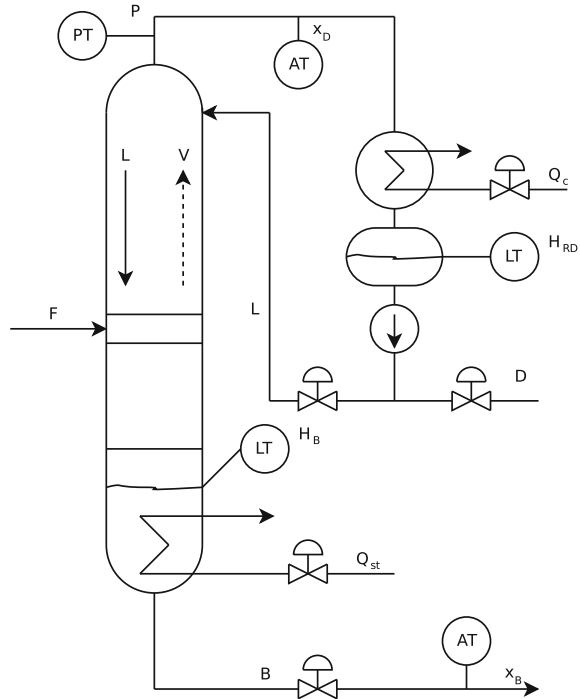 P
PT
x_D
AT
L
V
Q_c
LT
H_RD
F
L
D
H_B
LT
Q_st
AT
B
x_B